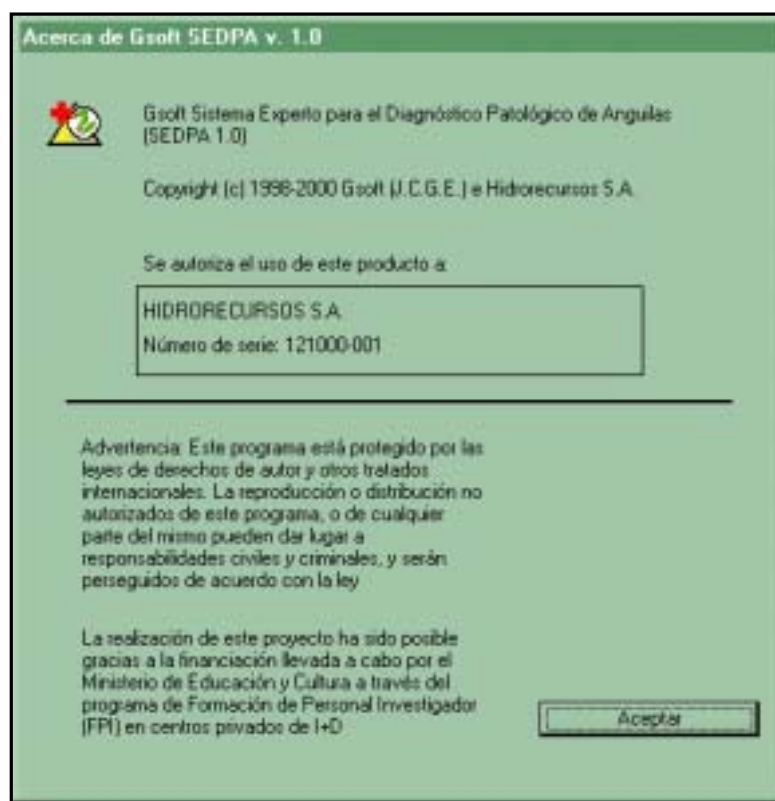 Acerca de Gsoft SEDPA v. 1.0
Gsoft Sistema Experto para el Diagnóstico Patológico de Anguilas
(SEDPA 1.0)
Copyright (c) 1998-2000 Gsoft (J.C.G.E.) e Hidrorecursos S.A.
Se autoriza el uso de este producto a:
HIDRORECURSOS S.A.
Número de serie: 121000-001
Advertencia: Este programa está protegido por las
leyes de derechos de autor y otros tratados
internacionales. La reproducción o distribución no
autorizados de este programa, o de cualquier
parte del mismo pueden dar lugar a
responsabilidades civiles y criminales, y serán
perseguidos de acuerdo con la ley
La realización de este proyecto ha sido posible
gracias a la financiación llevada a cabo por el
Ministerio de Educación y Cultura a través del
programa de Formación de Personal Investigador
(FPI) en centros privados de I+D
Aceptar